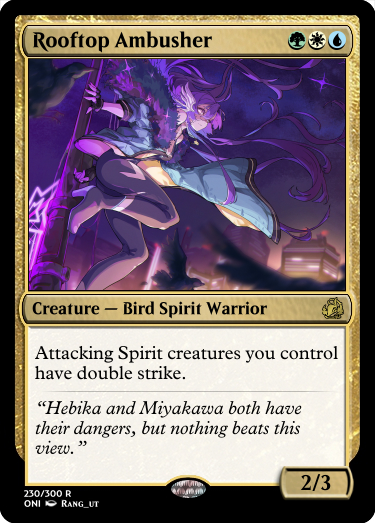 Rooftop Ambusher
Creature — Bird Spirit Warrior
Attacking Spirit creatures you control
have double strike.
“Hebika and Miyakawa both have
their dangers, but nothing beats this
view.”
2/3
230/300 R
ONI Rang_ut